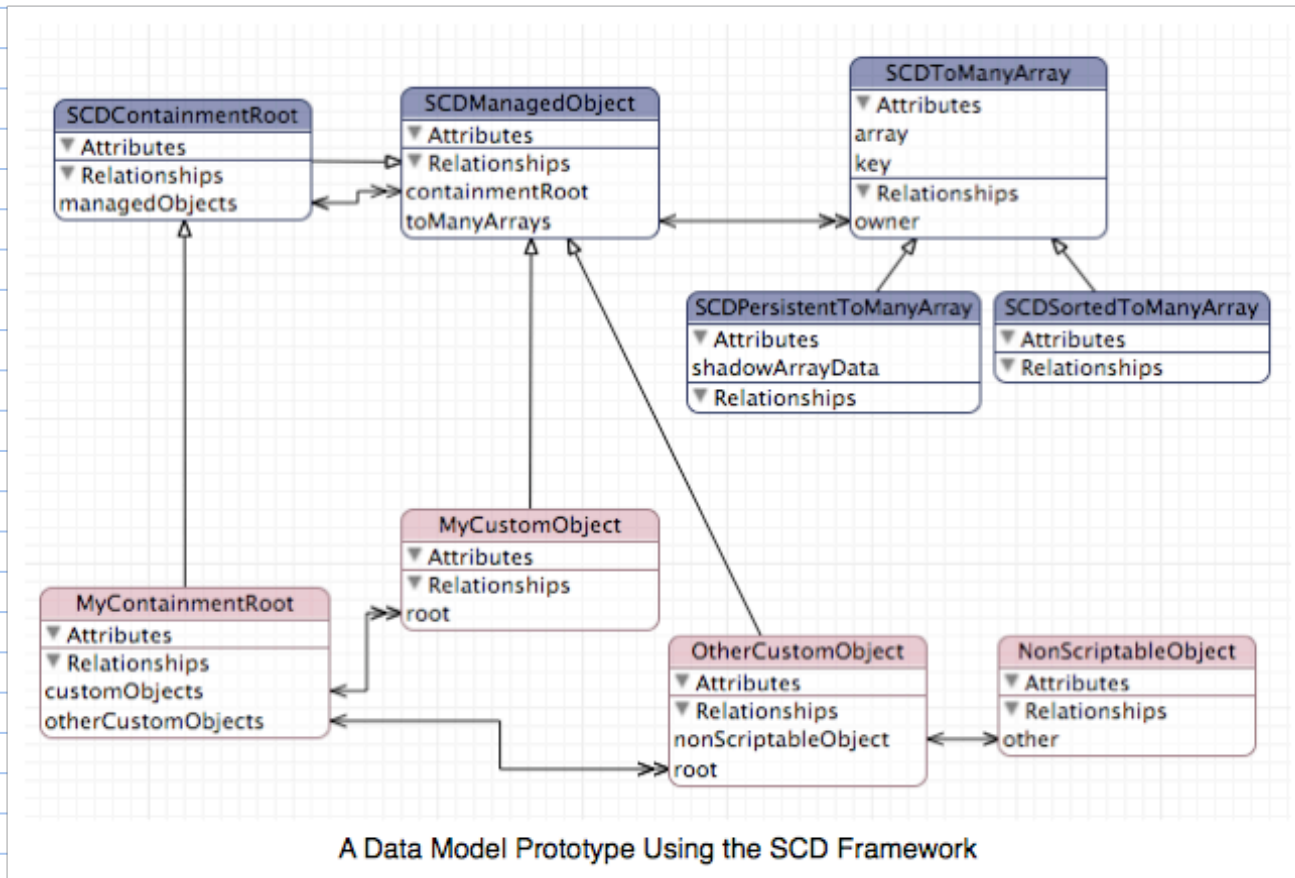 SCDContainmentRoot
Attributes
Relationships
managedObjects
SCDManagedObject
Attributes
Relationships
containmentRoot
toManyArrays
SCDToManyArray
Attributes
array
key
Relationships
owner
SCDPersistentToManyArray
Attributes
shadowArrayData
Relationships
SCDSortedToManyArray
Attributes
Relationships
MyCustomObject
Attributes
Relationships
root
MyContainmentRoot
Attributes
Relationships
customObjects
otherCustomObjects
OtherCustomObject
Attributes
Relationships
nonScriptableObject
root
NonScriptableObject
Attributes
Relationships
other
A Data Model Prototype Using the SCD Framework